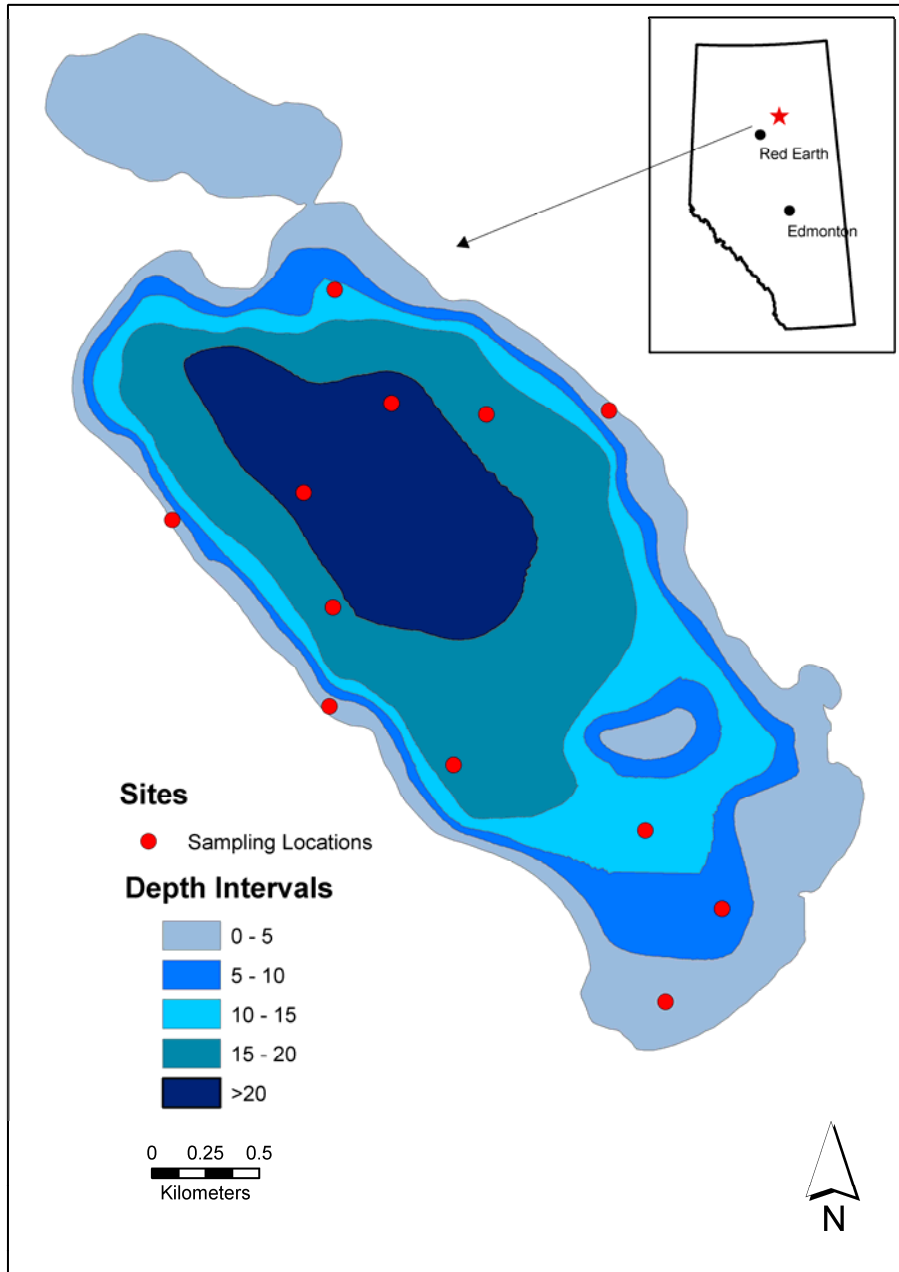 Red Earth
Edmonton
Sites
Sampling Locations
Depth Intervals
0 - 5
5 - 10
10 - 15
15 - 20
>20
0 0.25 0.5
Kilometers
N